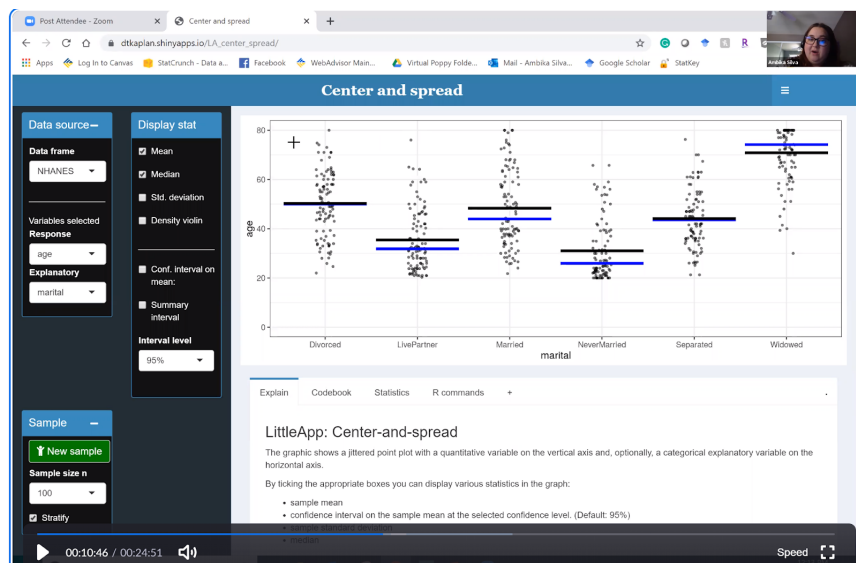 Post Attendee - Zoom
Center and spread
dtkaplan.shinyapps.io/LA_center_spread/
Apps
Log In to Canvas
StatCrunch - Data a...
Facebook
WebAdvisor Main...
Virtual Poppy Folde...
Mail - Ambika Silva...
Google Scholar
StatKey
R
Ambika Silva
Center and spread
Data source
Data frame
NHANES
Variables selected
Response
age
Explanatory
marital
Display stat
Mean
Median
Std. deviation
Density violin
Conf. interval on
mean:
Summary
interval
Interval level
95%
80
60
40
20
0
age
Divorced
LivePartner
Married
NeverMarried
Separated
Widowed
marital
Explain
Codebook
Statistics
R commands
+
Sample
New sample
Sample size n
100
Stratify
LittleApp: Center-and-spread
The graphic shows a jittered point plot with a quantitative variable on the vertical axis and, optionally, a categorical explanatory variable on the
horizontal axis.
By ticking the appropriate boxes you can display various statistics in the graph:
• sample mean
• confidence interval on the sample mean at the selected confidence level. (Default: 95%)
• sample standard deviation
• median
00:10:46 / 00:24:51
Speed